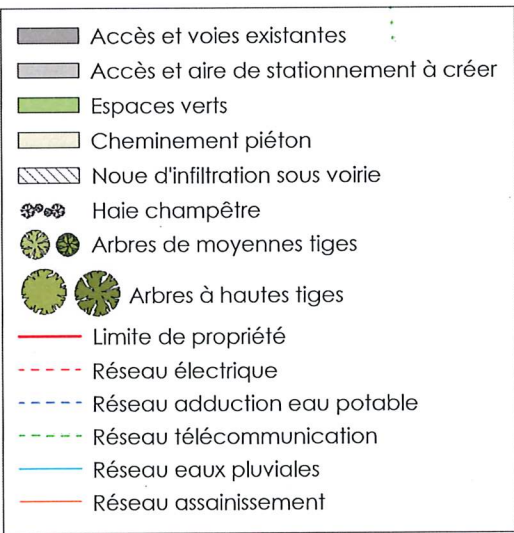 Accès et voies existantes
Accès et aire de stationnement à créer
Espaces verts
Cheminement piéton
Noue d'infiltration sous voirie
Haie champêtre
Arbres de moyennes tiges
Arbres à hautes tiges
Limite de propriété
Réseau électrique
Réseau adduction eau potable
Réseau télécommunication
Réseau eaux pluviales
Réseau assainissement